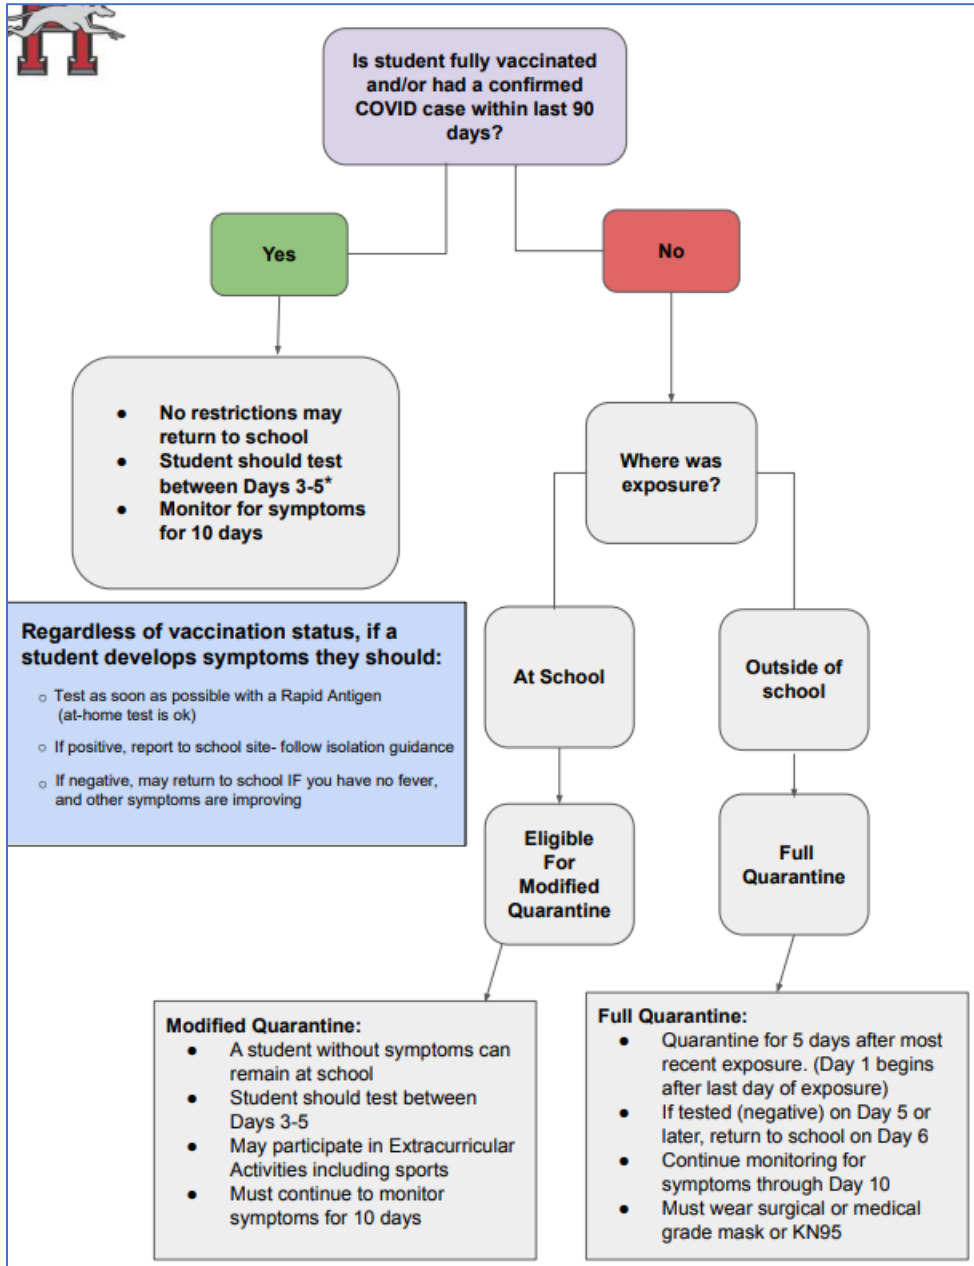 Is student fully vaccinated
and/or had a confirmed
COVID case within last 90
days?
Yes
No
● No restrictions may
return to school
● Student should test
between Days 3-5*
● Monitor for symptoms
for 10 days
Where was
exposure?
Regardless of vaccination status, if a
student develops symptoms they should:
○ Test as soon as possible with a Rapid Antigen
(at-home test is ok)
○ If positive, report to school site- follow isolation guidance
○ If negative, may return to school IF you have no fever,
and other symptoms are improving
At School
Outside of
school
Eligible
For
Modified
Quarantine
Full
Quarantine
Modified Quarantine:
● A student without symptoms can
remain at school
● Student should test between
Days 3-5
● May participate in Extracurricular
Activities including sports
● Must continue to monitor
symptoms for 10 days
Full Quarantine:
● Quarantine for 5 days after most
recent exposure. (Day 1 begins
after last day of exposure)
● If tested (negative) on Day 5 or
later, return to school on Day 6
● Continue monitoring for
symptoms through Day 10
● Must wear surgical or medical
grade mask or KN95